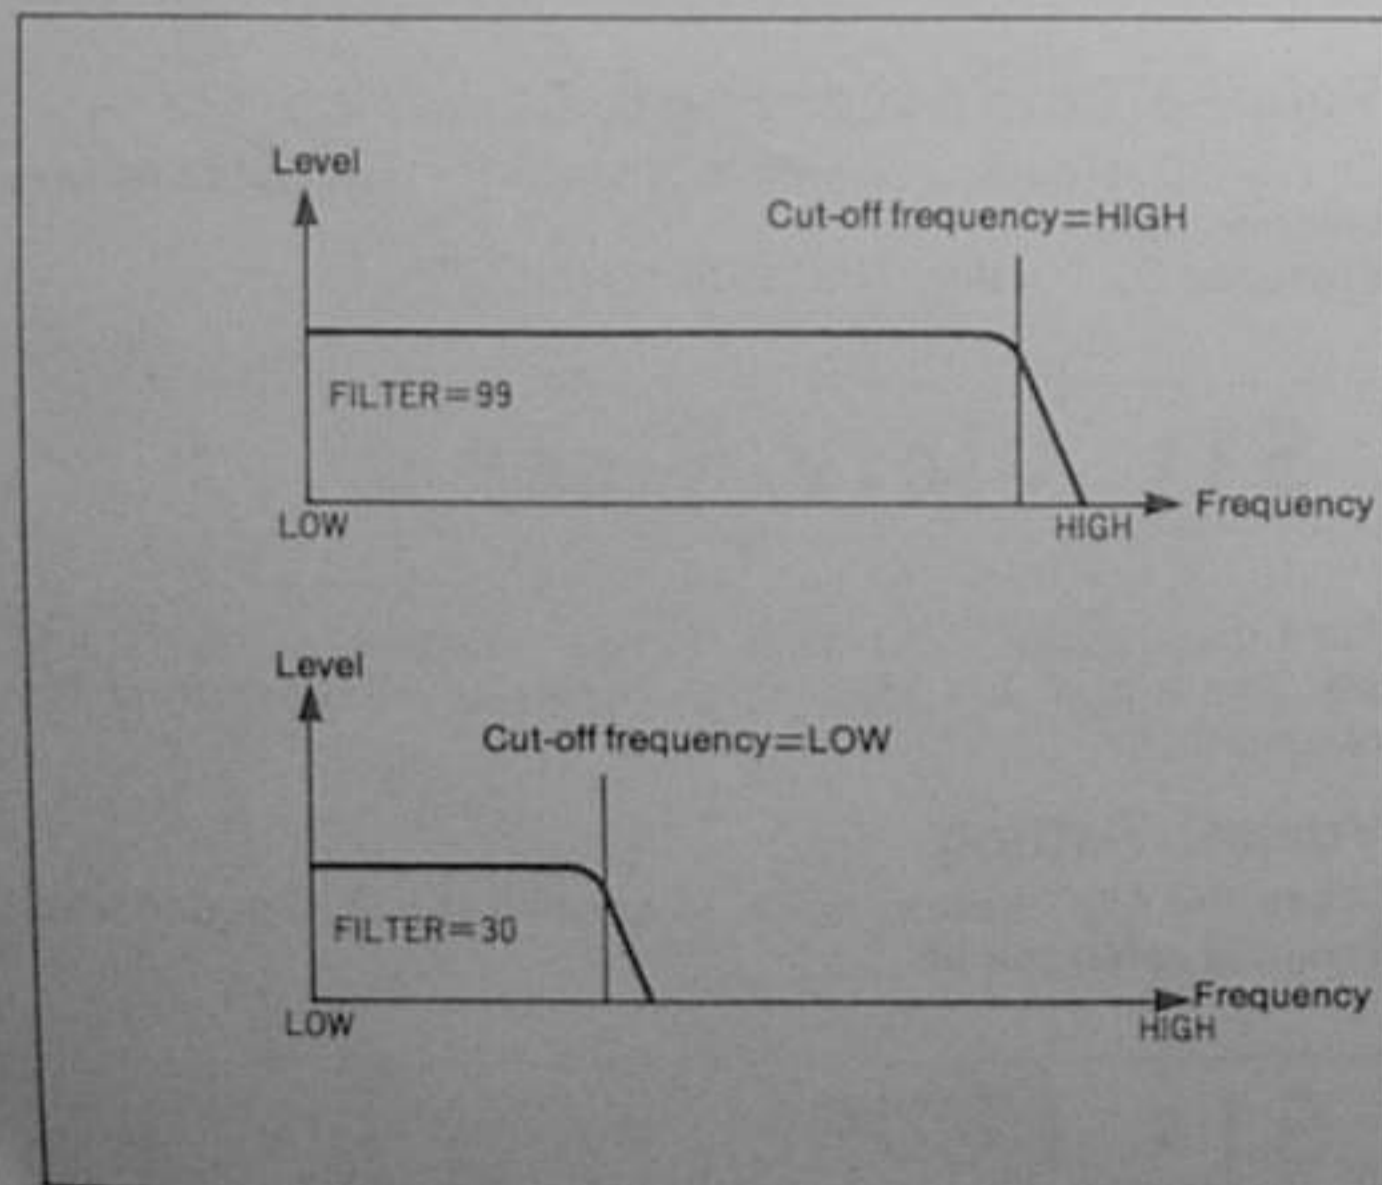 Level
Cut-off frequency=HIGH
FILTER=99
LOW
HIGH
Frequency
Level
Cut-off frequency=LOW
FILTER=30
LOW
Frequency
HIGH